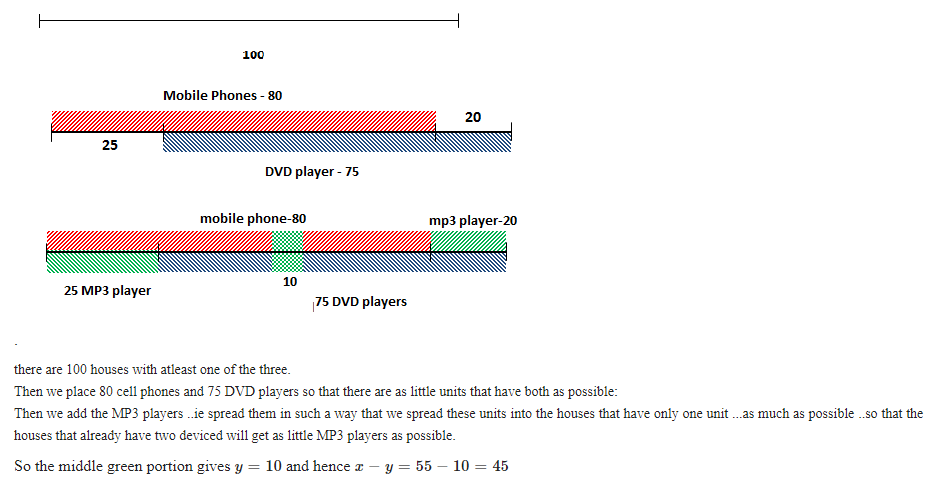 100
Mobile Phones - 80
20
25
DVD player - 75
mobile phone-80
mp3 player-20
10
25 MP3 player
75 DVD players
.
there are 100 houses with atleast one of the three.
Then we place 80 cell phones and 75 DVD players so that there are as little units that have both as possible:
Then we add the MP3 players ..ie spread them in such a way that we spread these units into the houses that have only one unit ...as much as possible ..so that the
houses that already have two deviced will get as little MP3 players as possible.
So the middle green portion gives y = 10 and hence x − y = 55 − 10 = 45